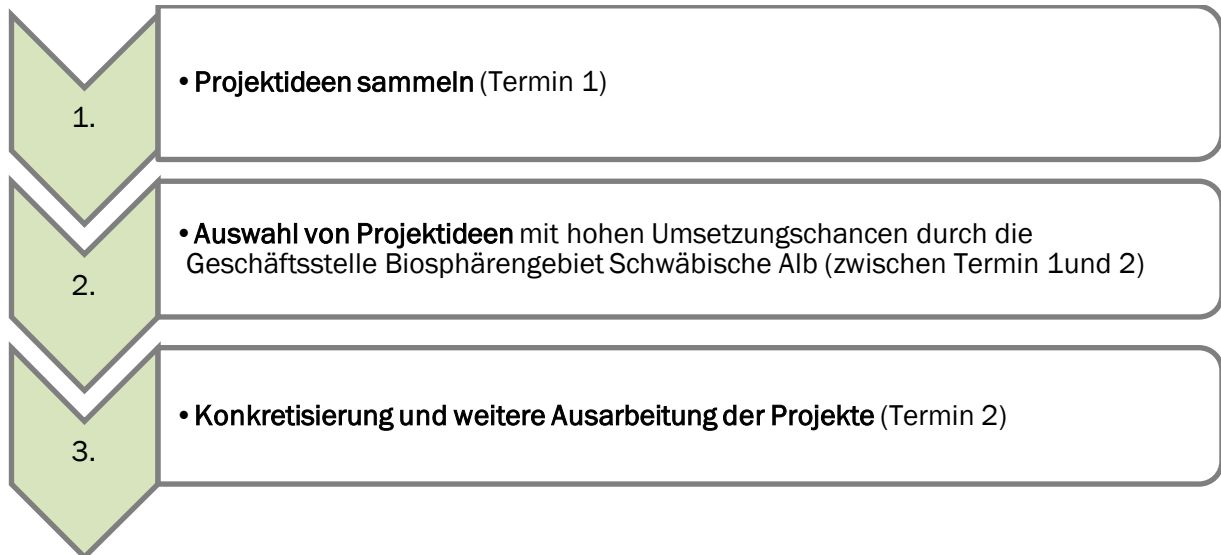 1.
• Projektideen sammeln (Termin 1)
2.
• Auswahl von Projektideen mit hohen Umsetzungschancen durch die
Geschäftsstelle Biosphärengebiet Schwäbische Alb (zwischen Termin 1und 2)
3.
• Konkretisierung und weitere Ausarbeitung der Projekte (Termin 2)